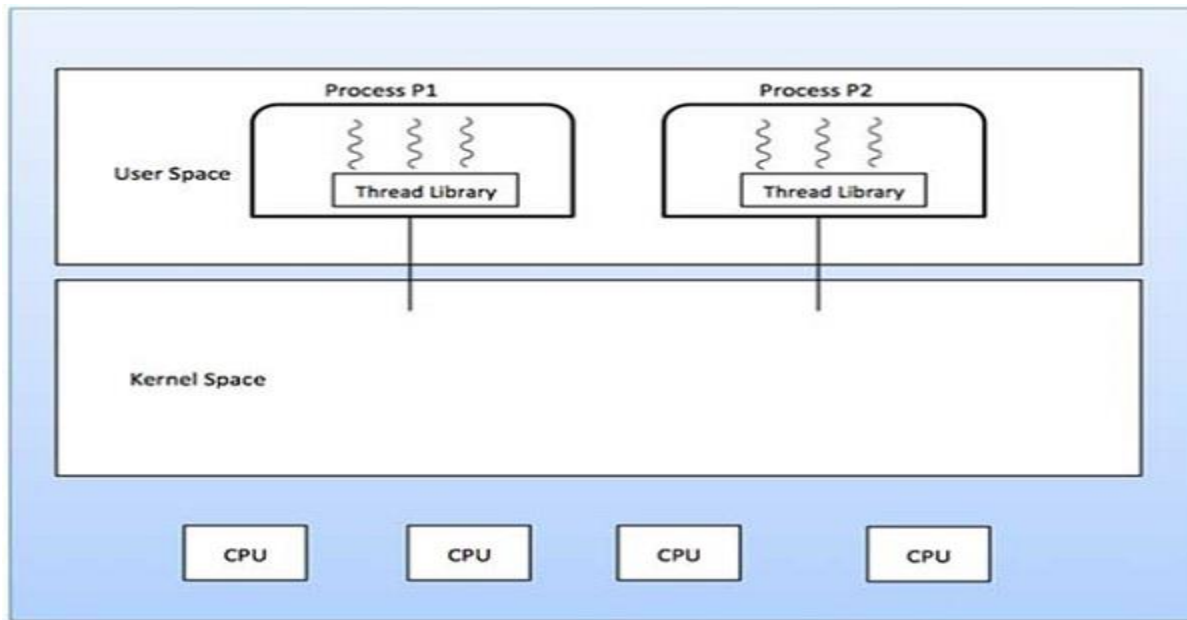 Process P1
Process P2
User Space
Thread Library
Thread Library
Kernel Space
CPU
CPU
CPU
CPU